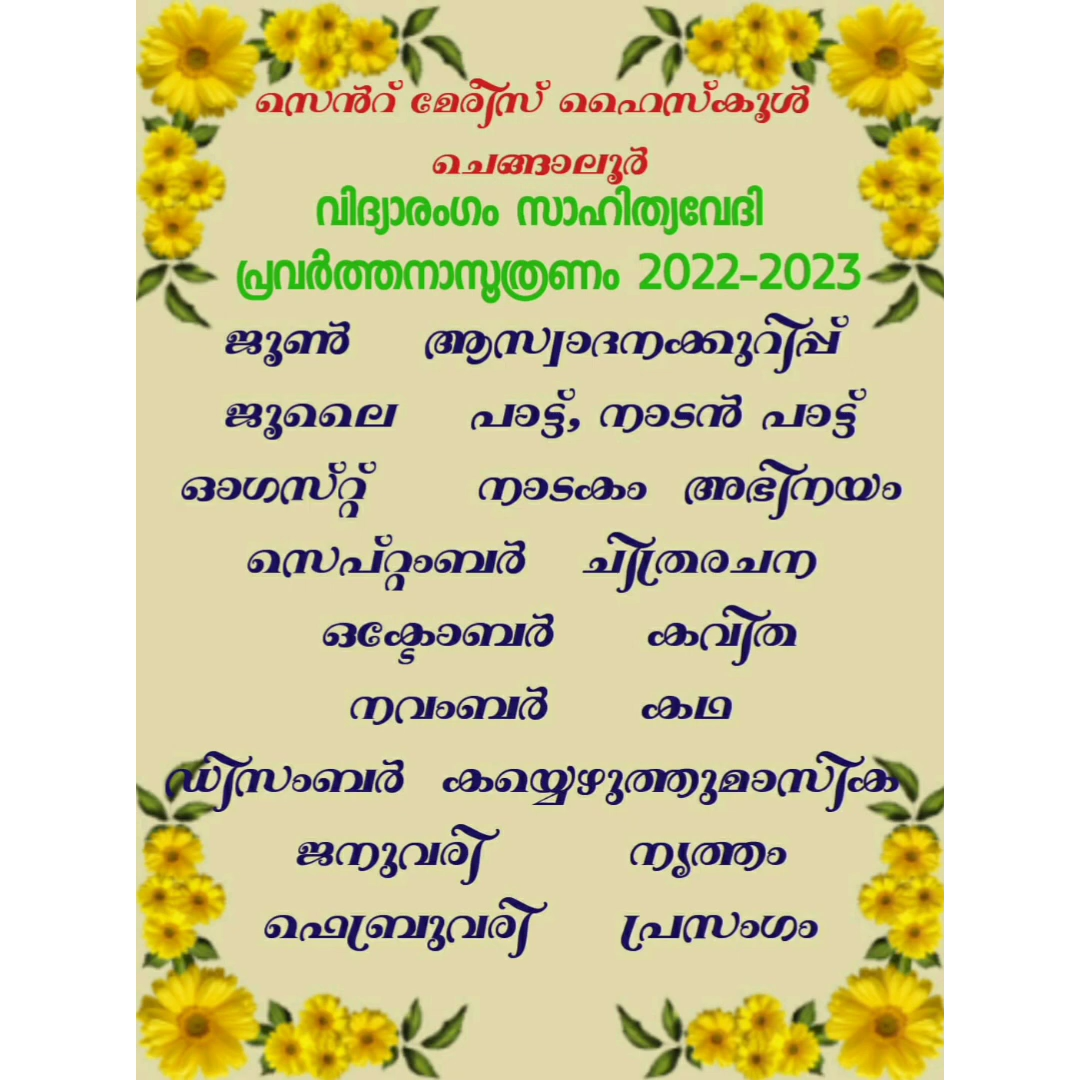 സെൻറ് മേരീസ് ഹൈസ്കൂൾ
ചെങ്ങാലൂർ
വിദ്യാരംഗം സാഹിത്യവേദി
പ്രവർത്തനാസൂത്രണം 2022-2023
ജൂൺ ആസ്വാദനക്കുറിപ്പ്
ജൂലൈ പാട്ട്, നാടൻ പാട്ട്
ഓഗസ്റ്റ് നാടകം അഭിനയം
സെപ്റ്റംബർ ചിത്രരചന
ഒക്ടോബർ കവിത
നവംബർ കഥ
ഡിസംബർ കയ്യെഴുത്തുമാസിക
ജനുവരി നൃത്തം
ഫെബ്രുവരി പ്രസംഗം